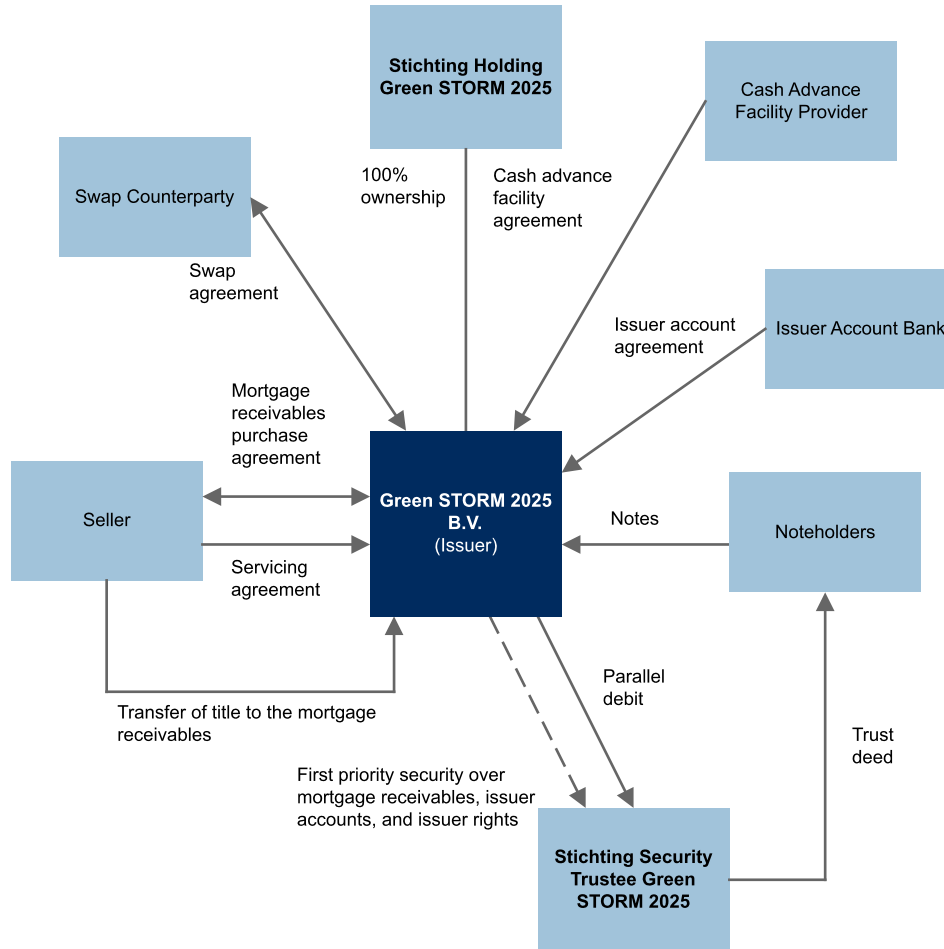 Stichting Holding
Green STORM 2025
Cash Advance
Facility Provider
100%
ownership
Cash advance
facility
agreement
Swap Counterparty
Swap
agreement
Issuer account
agreement
Issuer Account Bank
Mortgage
receivables
purchase
agreement
Seller
Green STORM 2025
B.V.
(Issuer)
Notes
Noteholders
Servicing
agreement
Transfer of title to the mortgage
receivables
Parallel
debit
Trust
deed
First priority security over
mortgage receivables, issuer
accounts, and issuer rights
Stichting Security
Trustee Green
STORM 2025